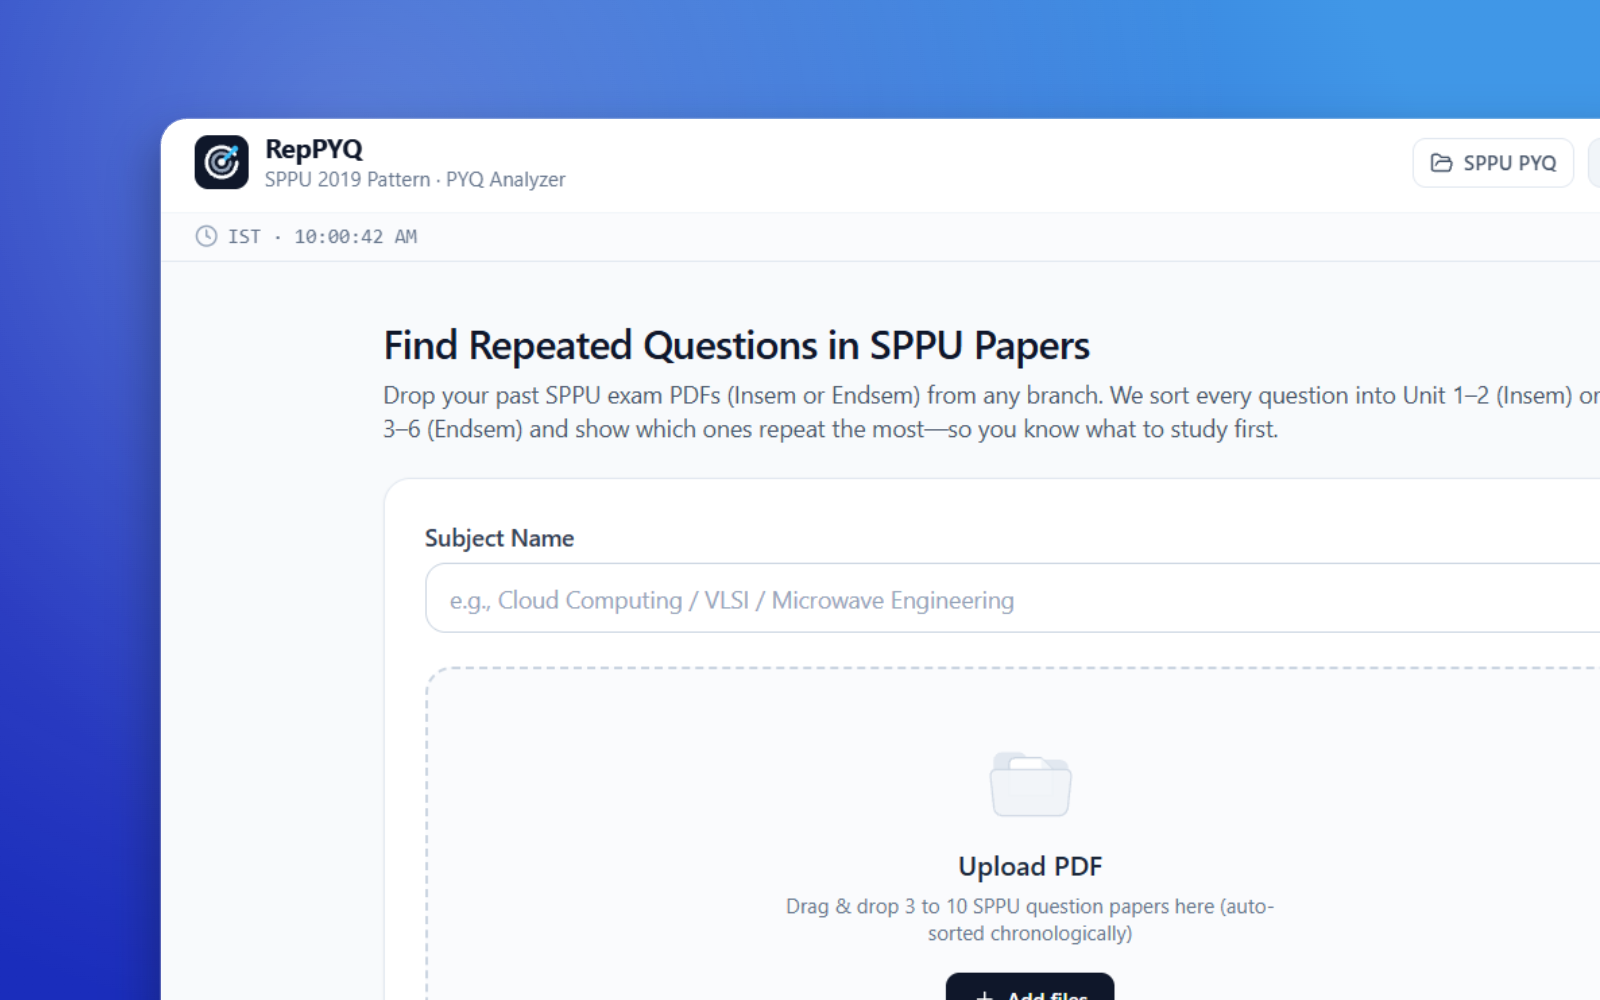 RepPYQ
SPPU 2019 Pattern · PYQ Analyzer
SPPU PYQ
IST · 10:00:42 AM
Find Repeated Questions in SPPU Papers
Drop your past SPPU exam PDFs (Insem or Endsem) from any branch. We sort every question into Unit 1–2 (Insem) or
3–6 (Endsem) and show which ones repeat the most—so you know what to study first.
Subject Name
e.g., Cloud Computing / VLSI / Microwave Engineering
Upload PDF
Drag & drop 3 to 10 SPPU question papers here (auto-
sorted chronologically)
+ Add files